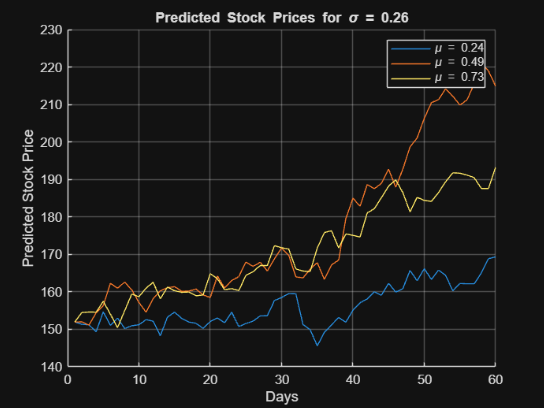 Predicted Stock Prices for σ = 0.26
230
220
210
200
190
180
170
160
150
140
Predicted Stock Price
μ = 0.24
μ = 0.49
μ = 0.73
0 10 20 30 40 50 60
Days